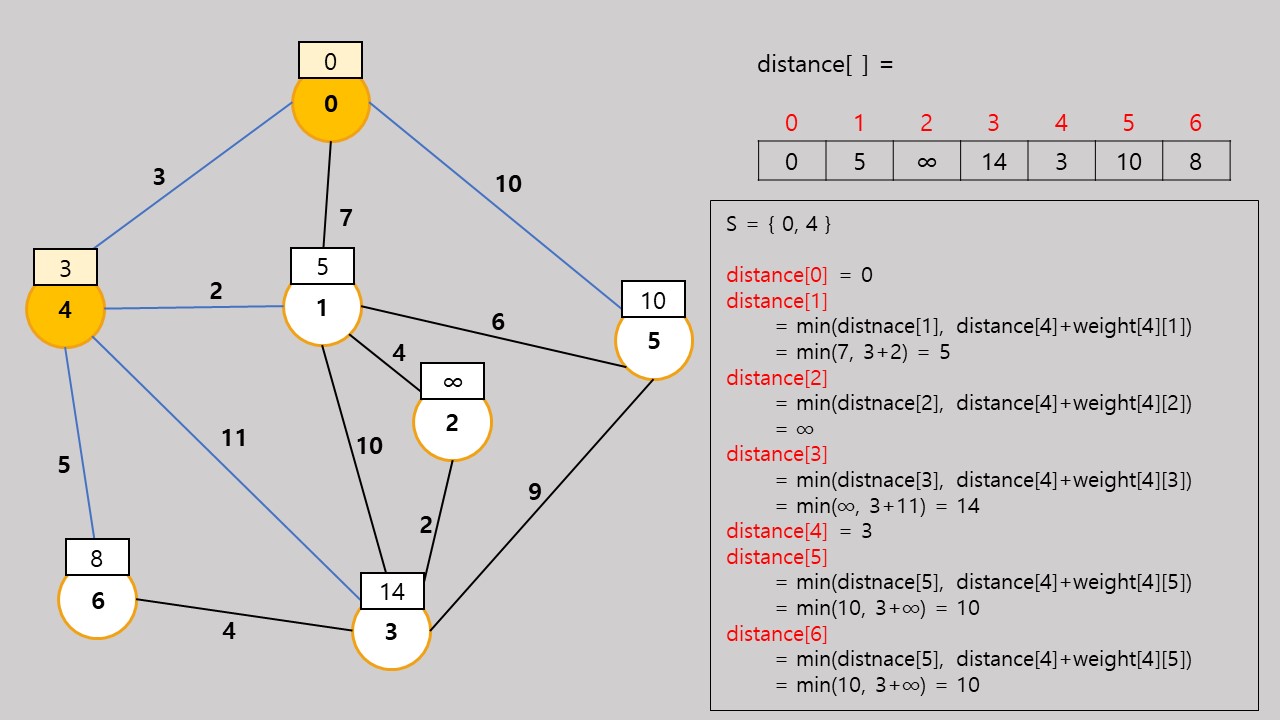 0
0
distance[ ] =
0 1 2 3 4 5 6
0 5 ∞ 14 3 10 8
3
10
7
S = { 0, 4 }
3
4
2
5
1
10
5
6
4
∞
2
11
10
5
9
2
8
6
14
3
4
distance[0] = 0
distance[1]
= min(distnace[1], distance[4]+weight[4][1])
= min(7, 3+2) = 5
distance[2]
= min(distnace[2], distance[4]+weight[4][2])
= ∞
distance[3]
= min(distnace[3], distance[4]+weight[4][3])
= min(∞, 3+11) = 14
distance[4] = 3
distance[5]
= min(distnace[5], distance[4]+weight[4][5])
= min(10, 3+∞) = 10
distance[6]
= min(distnace[5], distance[4]+weight[4][5])
= min(10, 3+∞) = 10